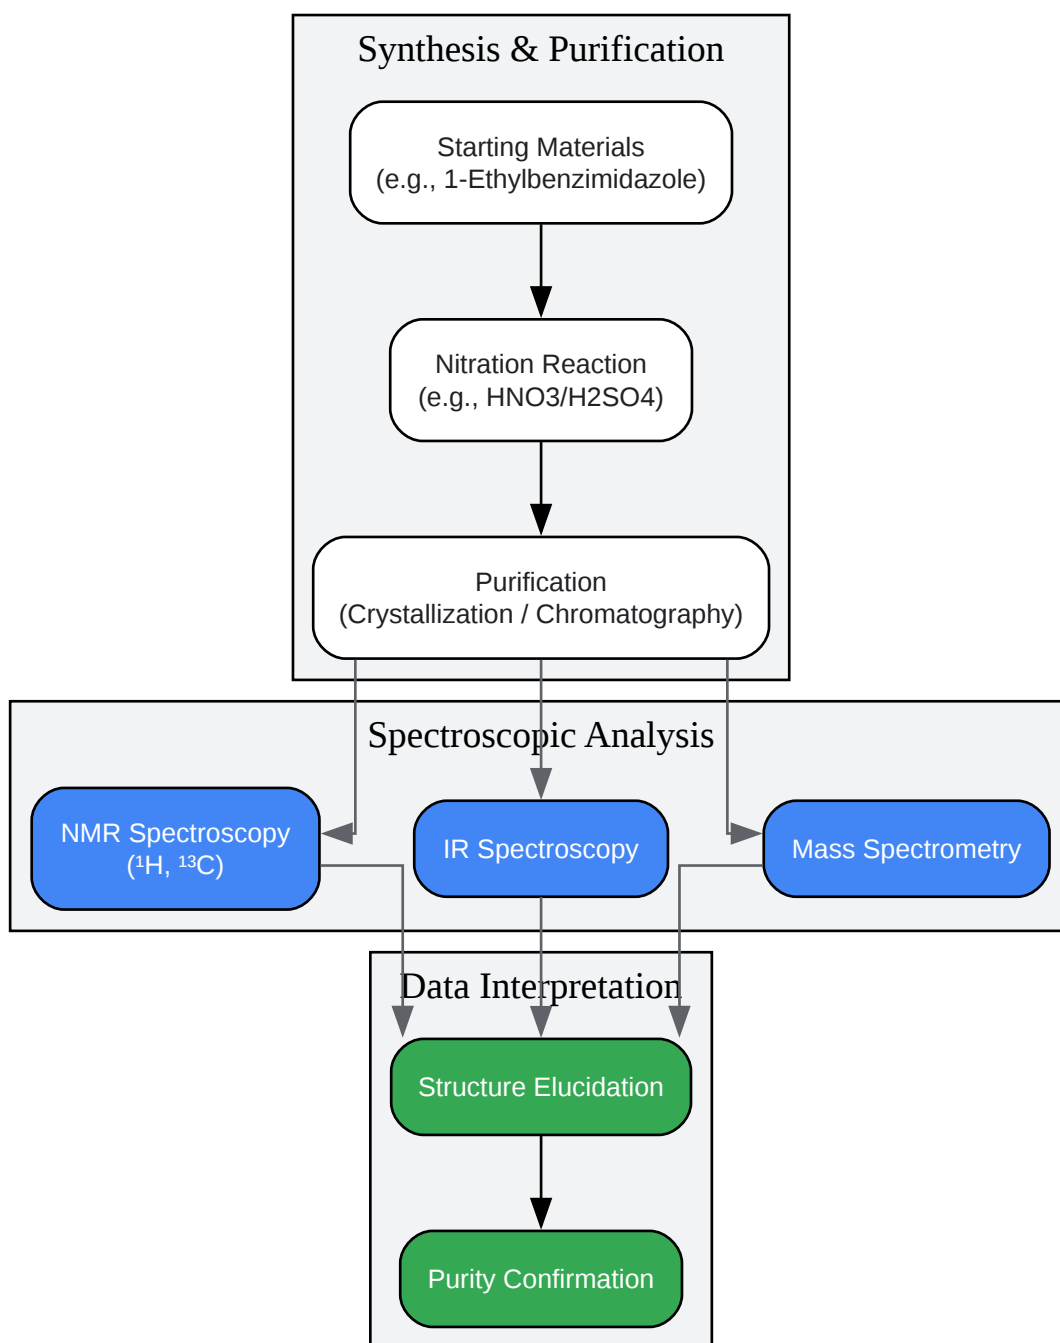 Synthesis & Purification
Starting Materials
(e.g., 1-Ethylbenzimidazole)
Nitration Reaction
(e.g., HNO3/H2SO4)
Purification
(Crystallization / Chromatography)
Spectroscopic Analysis
NMR Spectroscopy
(¹H, ¹³C)
IR Spectroscopy
Mass Spectrometry
Data Interpretation
Structure Elucidation
Purity Confirmation